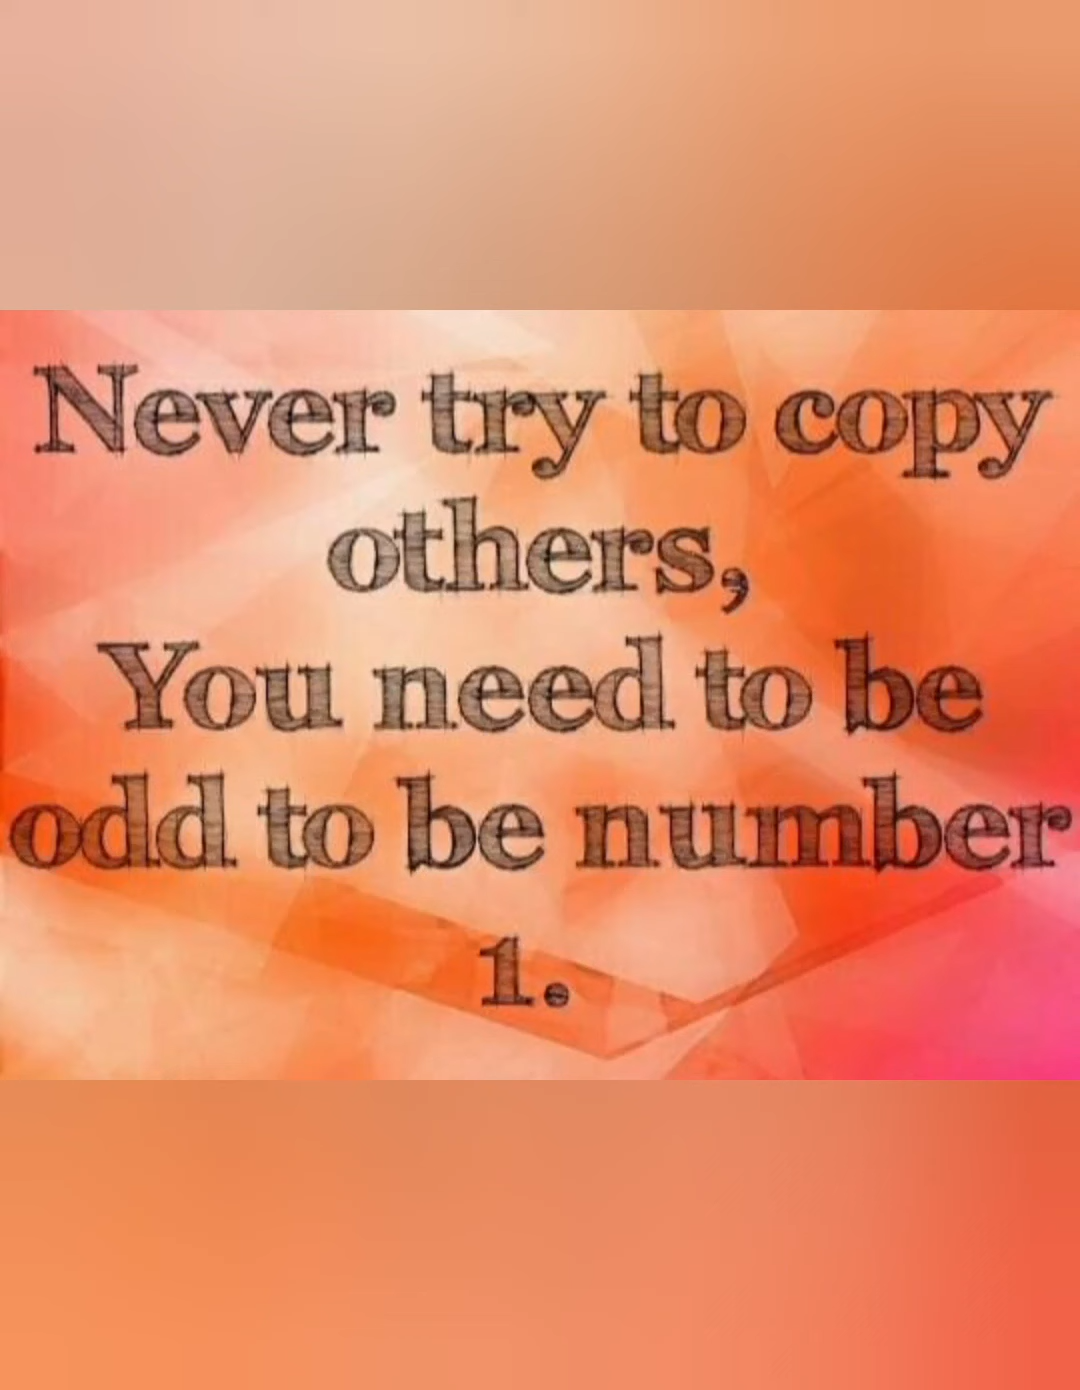 Never try to copy
others,
You need to be
odd to be number
1.